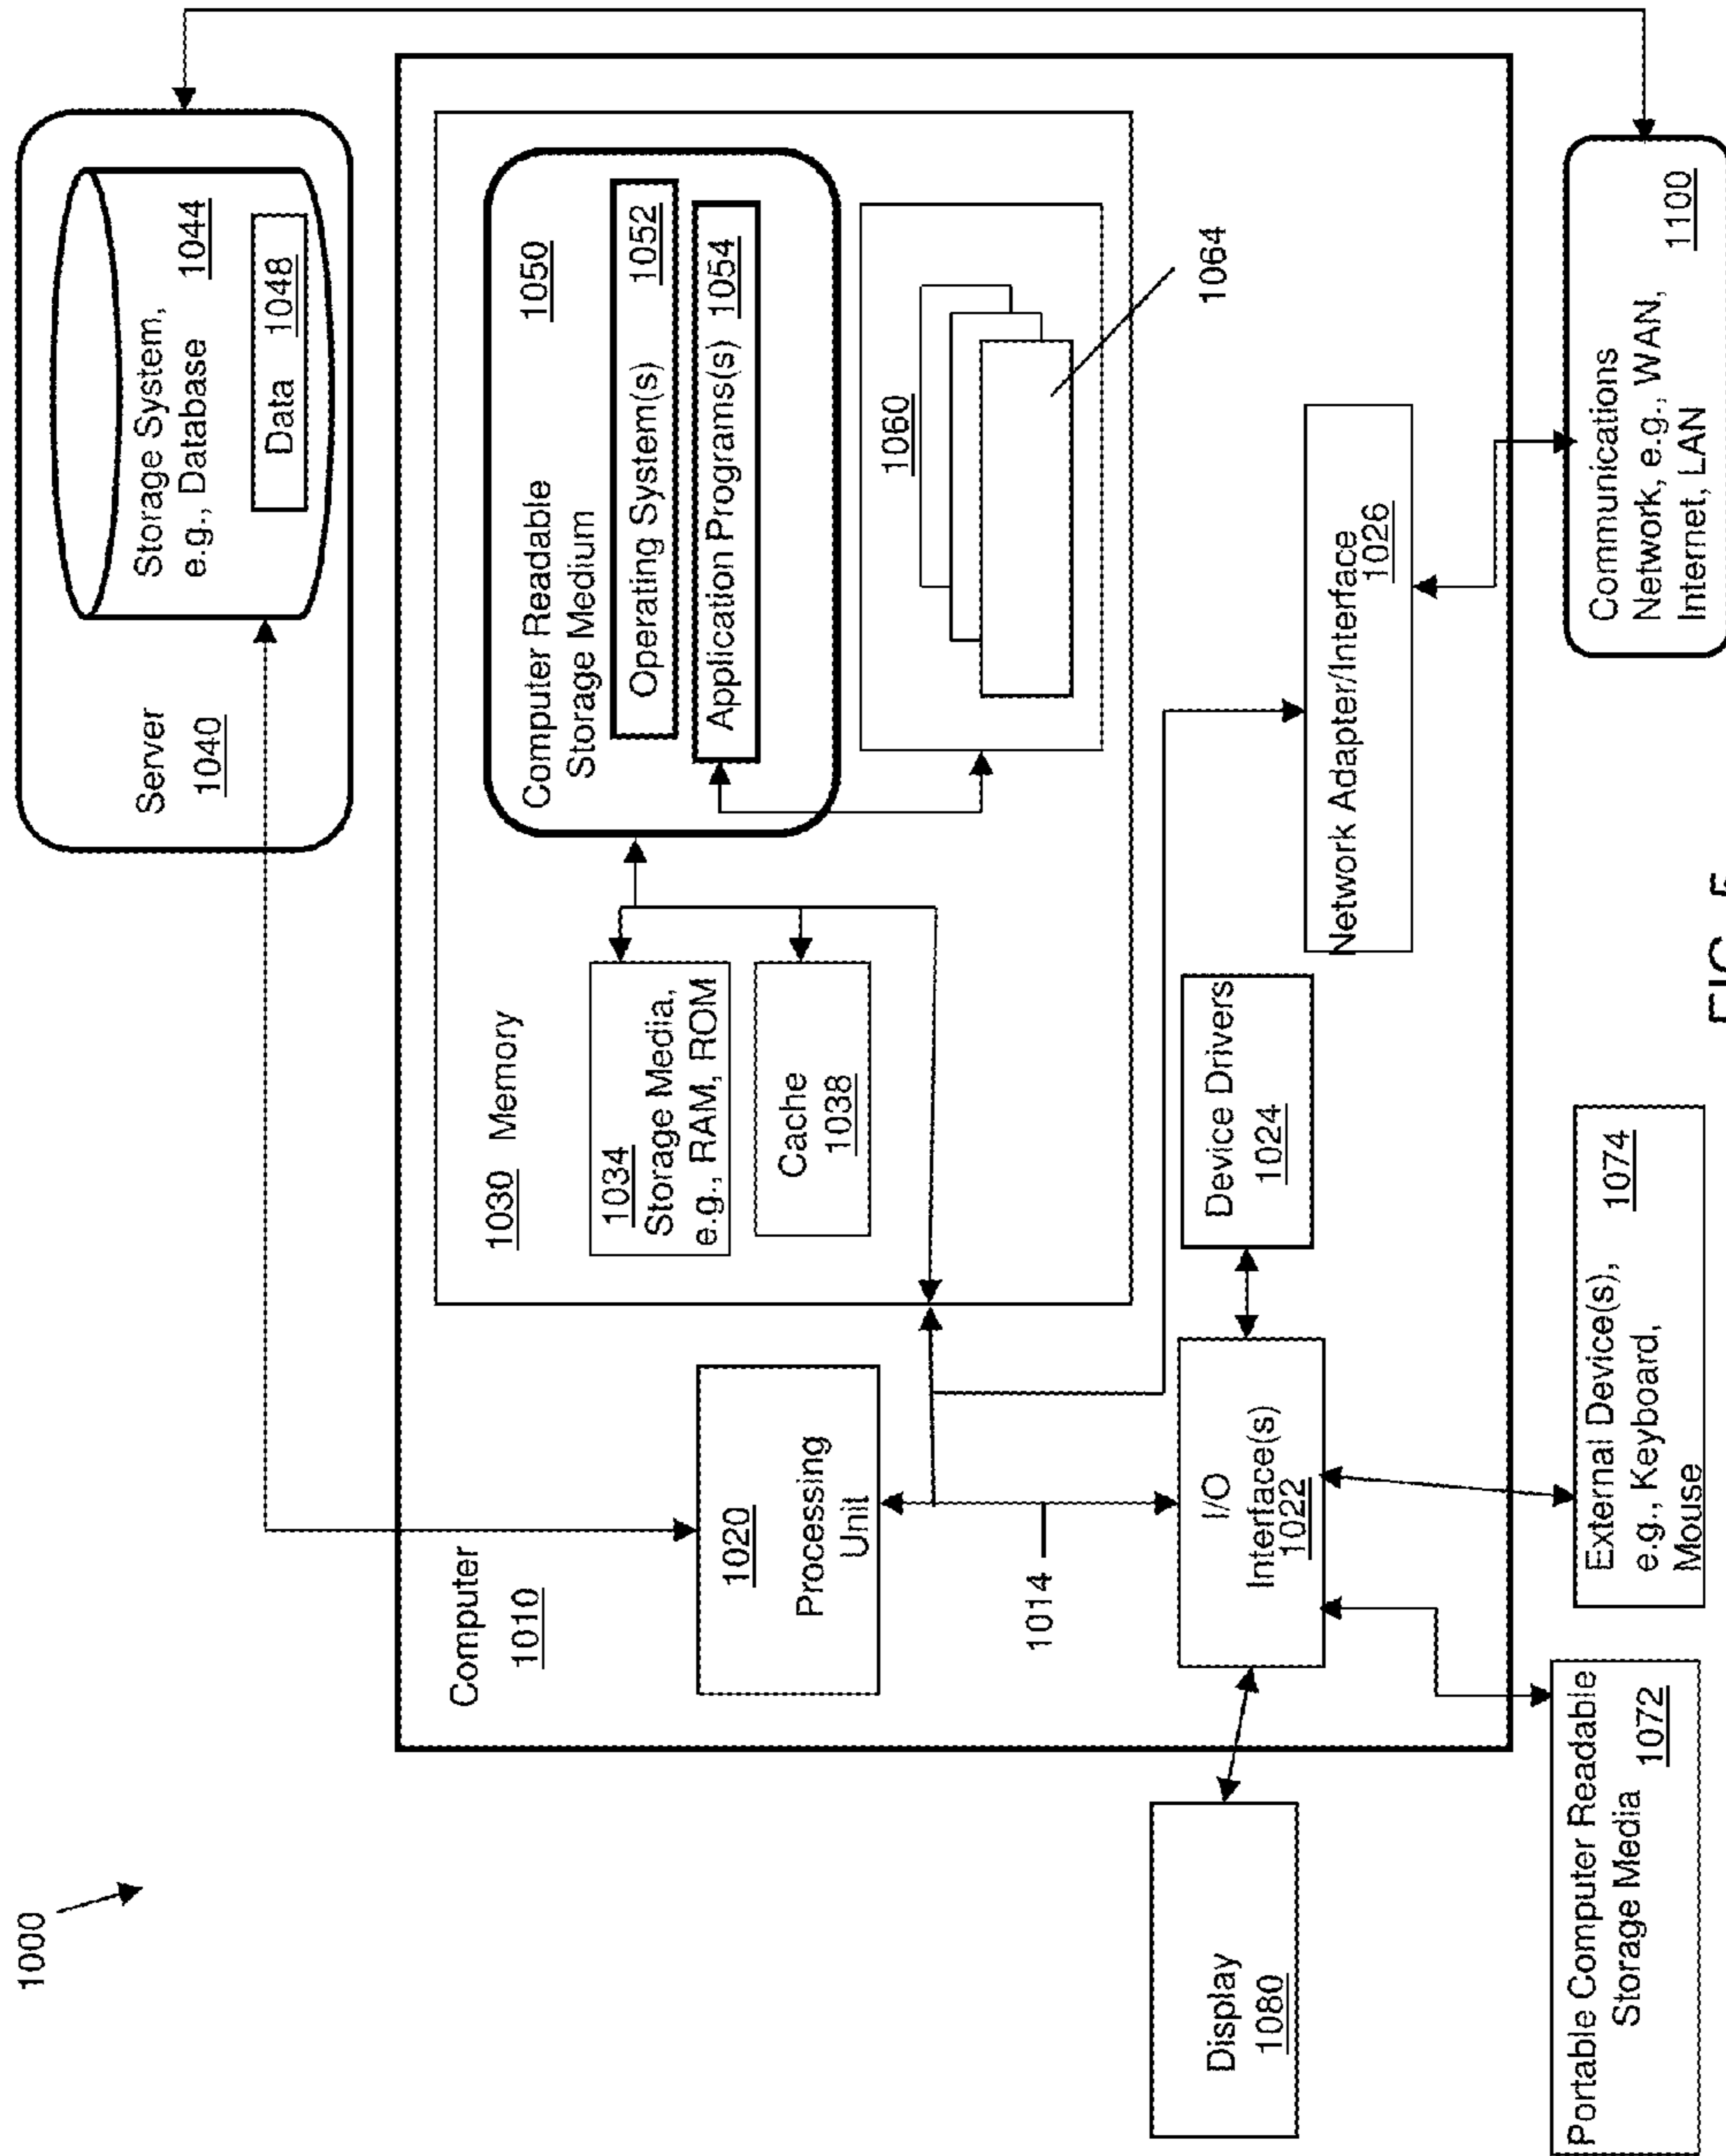 1000
Server
1040
Storage System,
e.g., Database
1044
Data 1048
Computer
1010
1030 Memory
1020
Processing
Unit
1034
Storage Media,
e.g., RAM, ROM
Cache
1038
Computer Readable
Storage Medium
1050
Operating System(s) 1052
Application Programs(s) 1054
1060
1064
1014
Display
1080
I/O
Interface(s)
1022
Device Drivers
1024
Network Adapter/Interface
1026
Portable Computer Readable
Storage Media
1072
External Device(s),
e.g., Keyboard,
Mouse
1074
Communications
Network, e.g., WAN,
Internet, LAN
1100